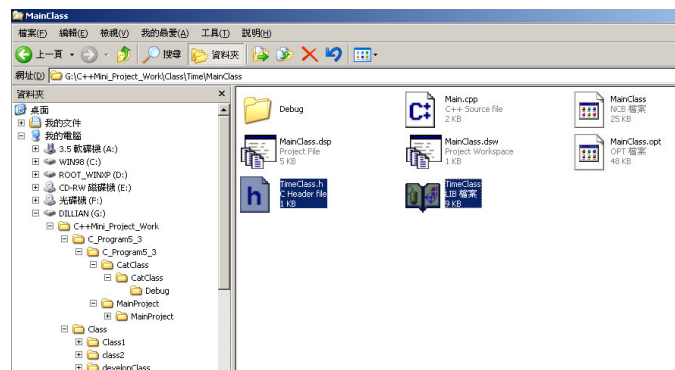 MainClass
檔案(F) 編輯(E) 檢視(V) 我的最愛(A) 工具(T) 說明(H)
上一頁 搜尋 資料夾
網址(D) G:\C++Mini_Project_Work\Class\Time\MainClass
資料夾
桌面
我的文件
我的電腦
3.5 軟碟機 (A:)
WIN98 (C:)
ROOT_WINXP (D:)
CD-RW 磁碟機 (E:)
光碟機 (F:)
DILLIAN (G:)
C++Mini_Project_Work
C_Program5_3
C_Program5_3
CatClass
CatClass
Debug
MainProject
MainProject
Class
Class1
class2
developClass
Debug
Main.cpp
C++ Source file
2 KB
MainClass
NCB 檔案
25 KB
MainClass.dsp
Project File
5 KB
MainClass.dsw
Project Workspace
1 KB
MainClass.opt
OPT 檔案
48 KB
TimeClass.h
C Header file
1 KB
TimeClass
LIB 檔案
9 KB